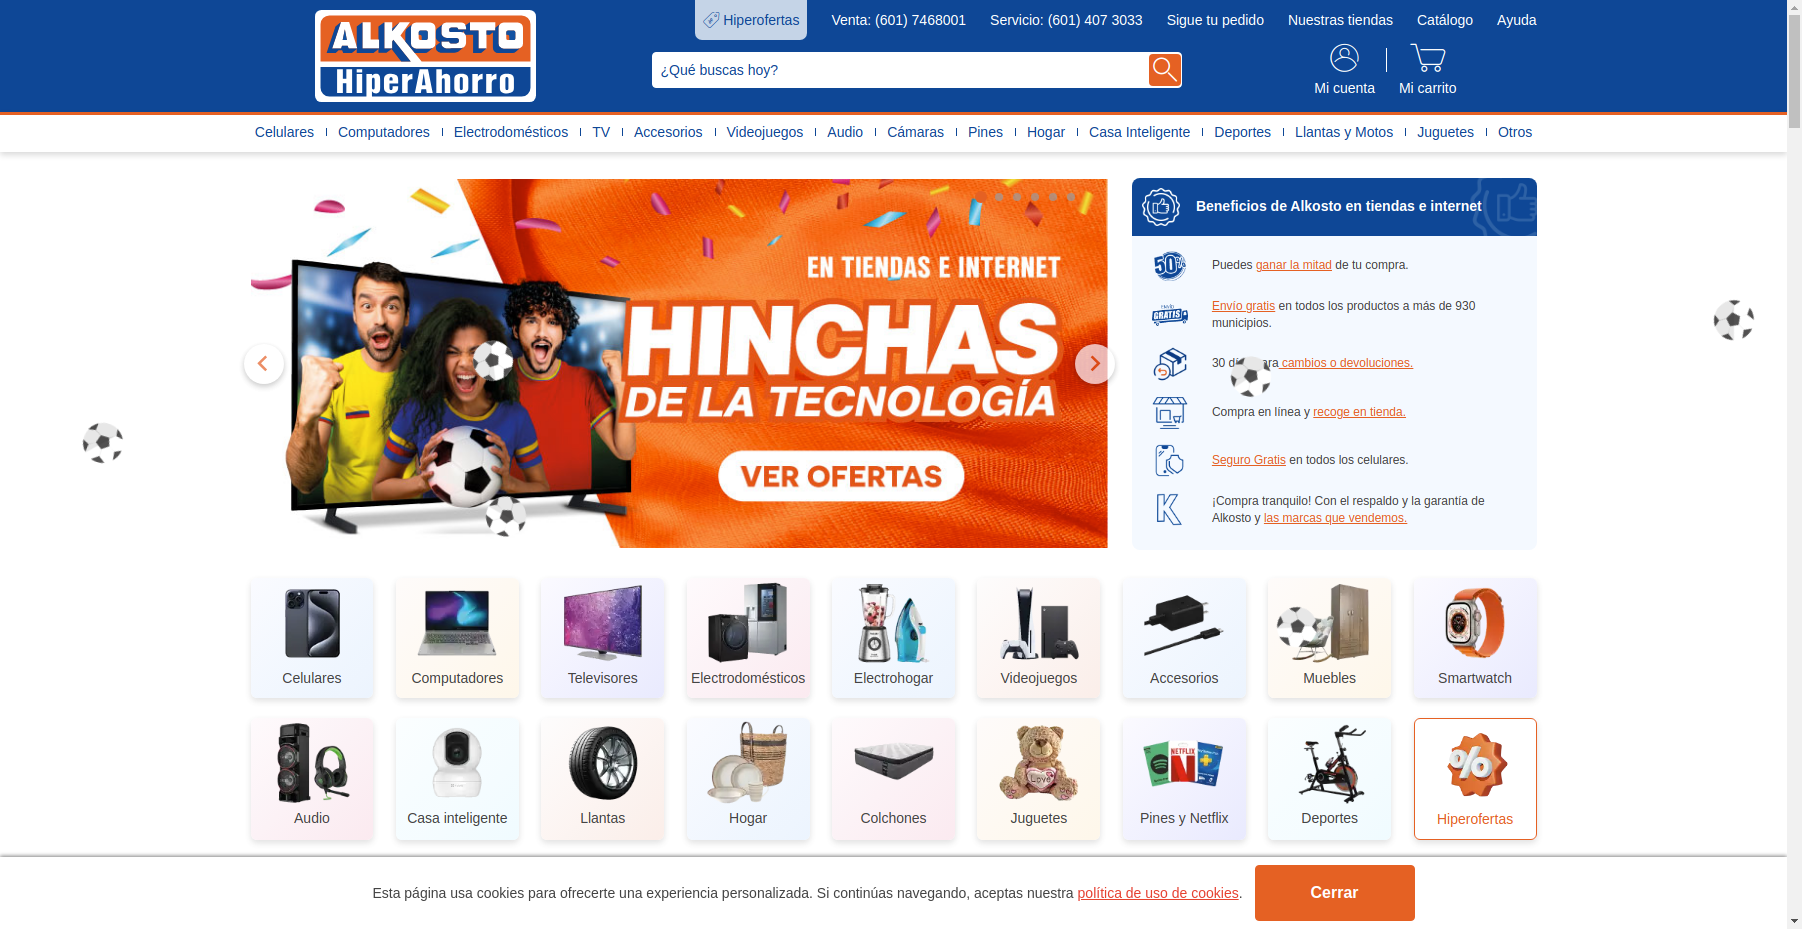 ALKOSTO
HiperAhorro
Hiperofertas
Venta: (601) 7468001
Servicio: (601) 407 3033
Sigue tu pedido
Nuestras tiendas
Catálogo
Ayuda
¿Qué buscas hoy?
Mi cuenta
Mi carrito
Celulares
Computadores
Electrodomésticos
TV
Accesorios
Videojuegos
Audio
Cámaras
Pines
Hogar
Casa Inteligente
Deportes
Llantas y Motos
Juguetes
Otros
EN TIENDAS E INTERNET
HINCHAS
DE LA TECNOLOGÍA
VER OFERTAS
Beneficios de Alkosto en tiendas e internet
50%
Puedes ganar la mitad de tu compra.
ENVÍO
GRATIS
Envío gratis en todos los productos a más de 930
municipios.
30 cambios o devoluciones.
Compra en línea y recoge en tienda.
Seguro Gratis en todos los celulares.
K
¡Compra tranquilo! Con el respaldo y la garantía de
Alkosto y las marcas que vendemos.
Celulares
Computadores
Televisores
Electrodomésticos
Electrohogar
Videojuegos
Accesorios
Muebles
Smartwatch
NETFLIX
Love
%
Audio
Casa inteligente
Llantas
Hogar
Colchones
Juguetes
Pines y Netflix
Deportes
Hiperofertas
Esta página usa cookies para ofrecerte una experiencia personalizada. Si continúas navegando, aceptas nuestra política de uso de cookies.
Cerrar